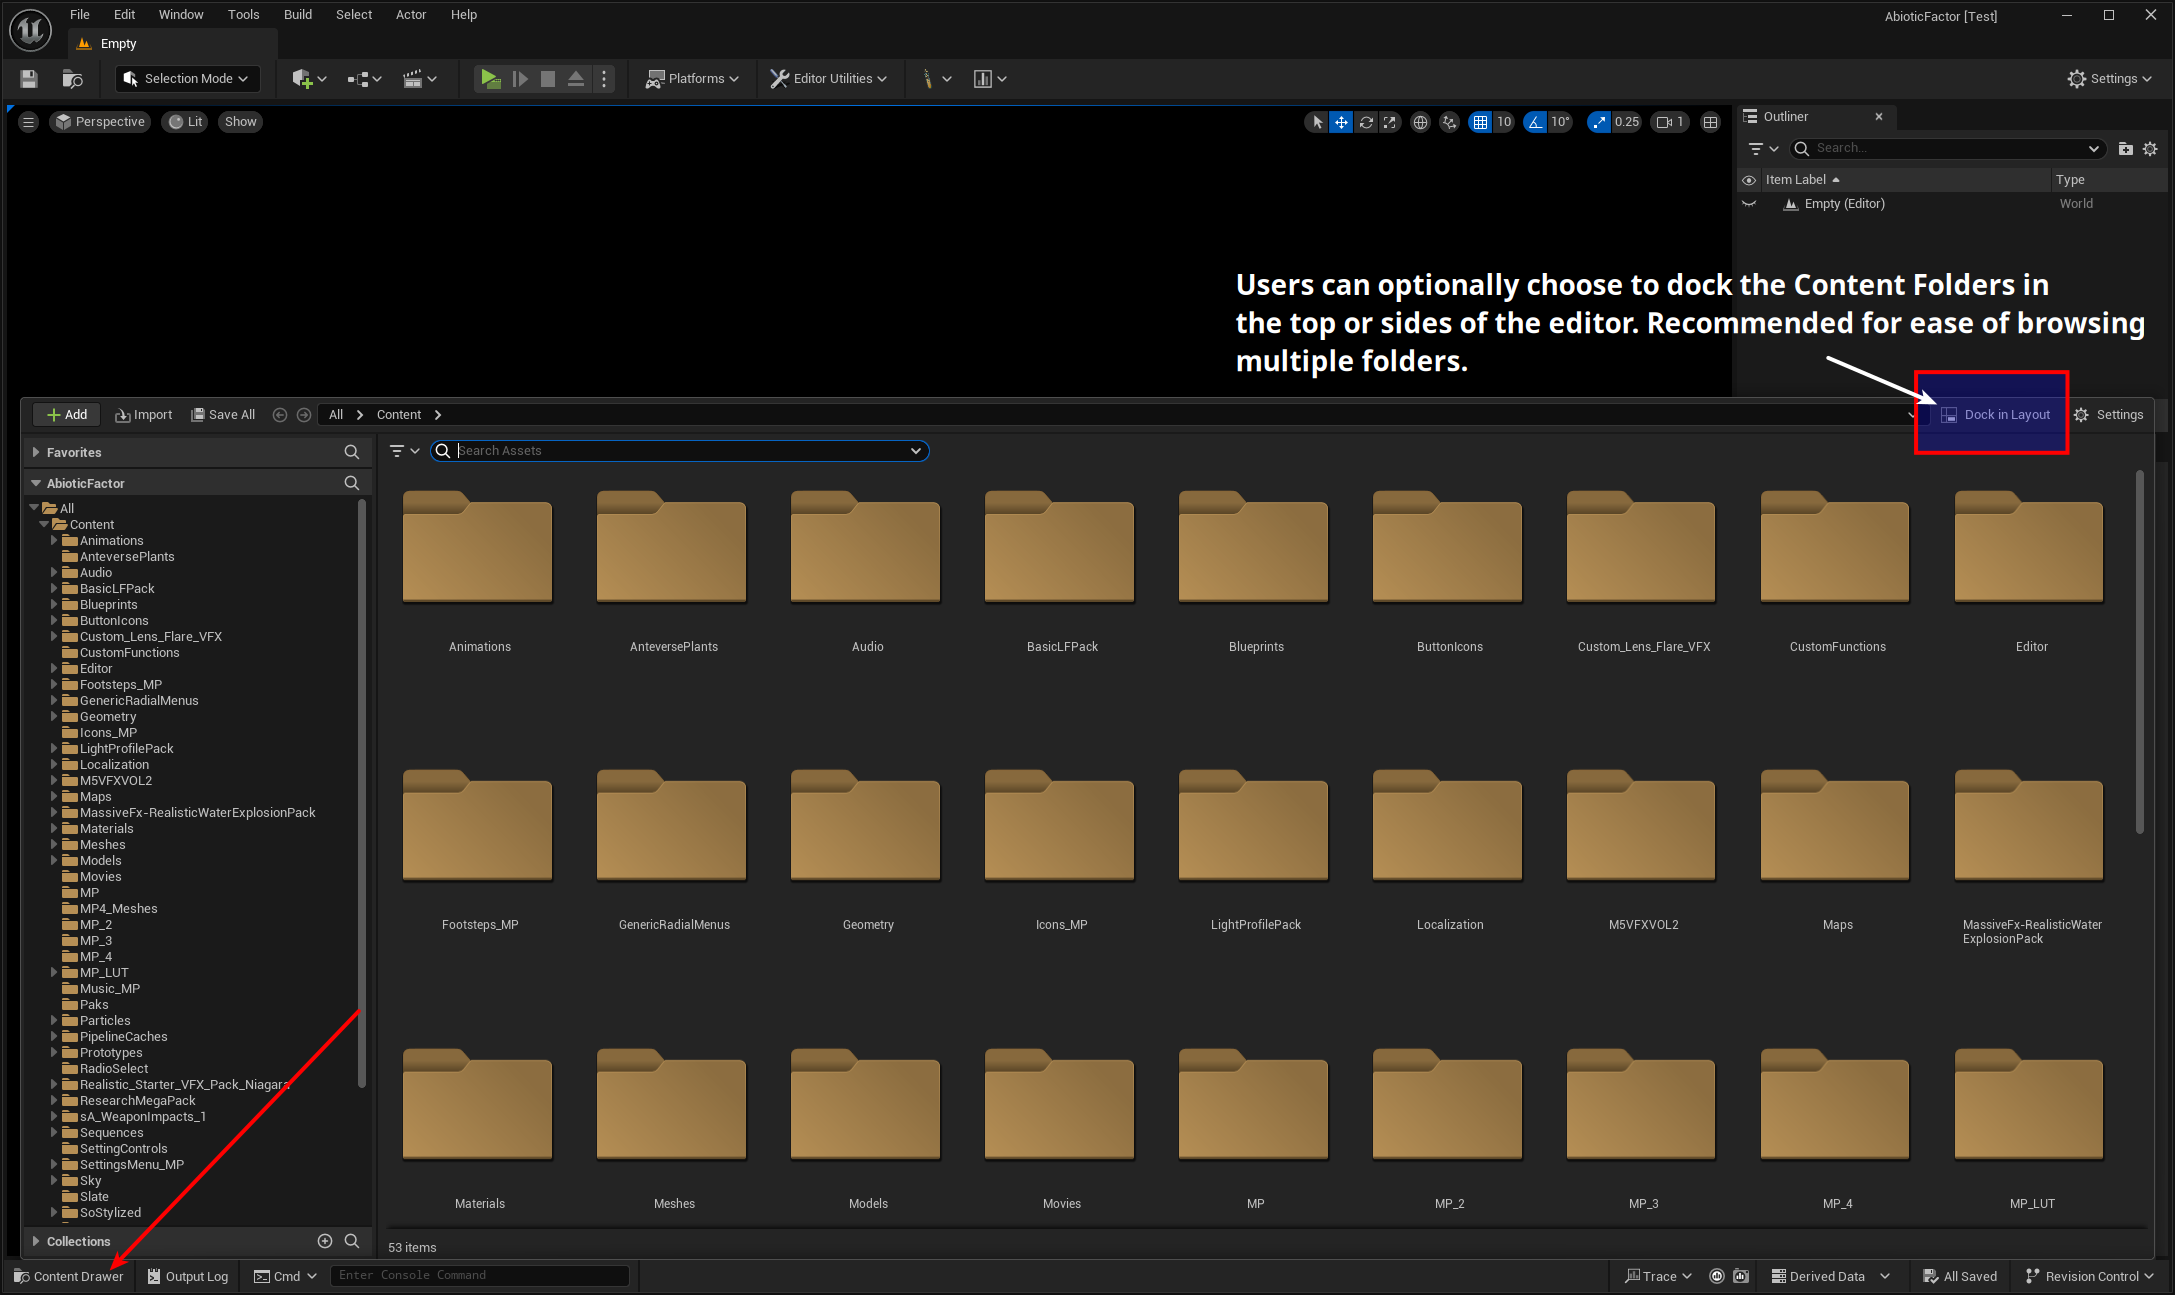 File Edit Window Tools Build Select Actor Help
AbioticFactor [Test]
Empty
Selection Mode
Platforms
Editor Utilities
Settings
Perspective Lit Show
10 10° 0.25 1
Outliner
Search...
Item Label Type
Empty (Editor) World
Users can optionally choose to dock the Content Folders in
the top or sides of the editor. Recommended for ease of browsing
multiple folders.
Add Import Save All All Content
Dock in Layout Settings
Favorites
Search Assets
AbioticFactor
All
Content
Animations
AnteversePlants
Audio
BasicLFPack
Blueprints
ButtonIcons
Custom_Lens_Flare_VFX
CustomFunctions
Editor
Footsteps_MP
GenericRadialMenus
Geometry
Icons_MP
LightProfilePack
Localization
M5VFXVOL2
Maps
MassiveFx-RealisticWaterExplosionPack
Materials
Meshes
Models
Movies
MP
MP4_Meshes
MP_2
MP_3
MP_4
MP_LUT
Music_MP
Paks
Particles
PipelineCaches
Prototypes
RadioSelect
Realistic_Starter_VFX_Pack_Niagara
ResearchMegaPack
sA_WeaponImpacts_1
Sequences
SettingControls
SettingsMenu_MP
Sky
Slate
SoStylized
Collections
Animations AnteversePlants Audio BasicLFPack Blueprints ButtonIcons Custom_Lens_Flare_VFX CustomFunctions Editor
Footsteps_MP GenericRadialMenus Geometry Icons_MP LightProfilePack Localization M5VFXVOL2 Maps MassiveFx-RealisticWater
ExplosionPack
Materials Meshes Models Movies MP MP_2 MP_3 MP_4 MP_LUT
53 items
Content Drawer Output Log Cmd Enter Console Command
Trace Derived Data All Saved Revision Control